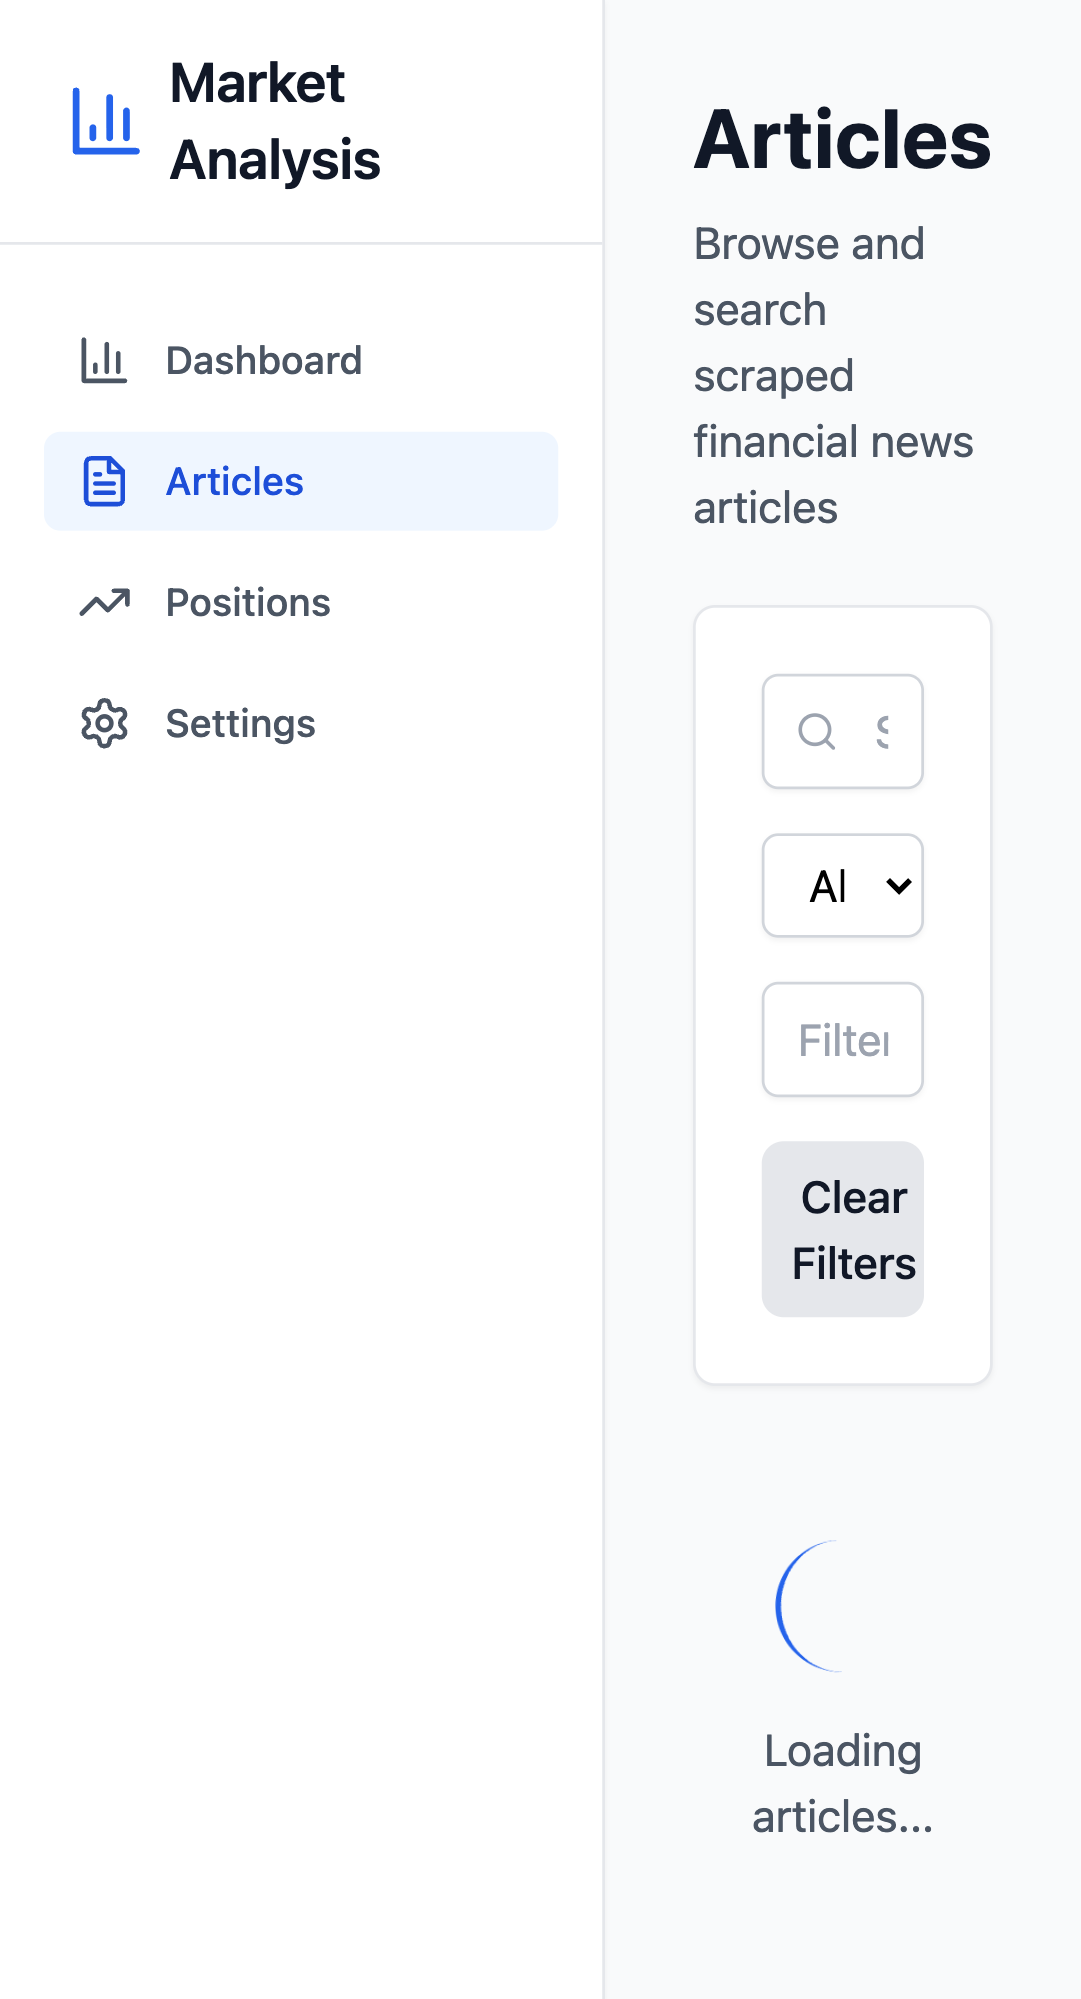 Market
Analysis
Dashboard
Articles
Positions
Settings
Articles
Browse and
search
scraped
financial news
articles
S
Al
Filter
Clear
Filters
Loading
articles...